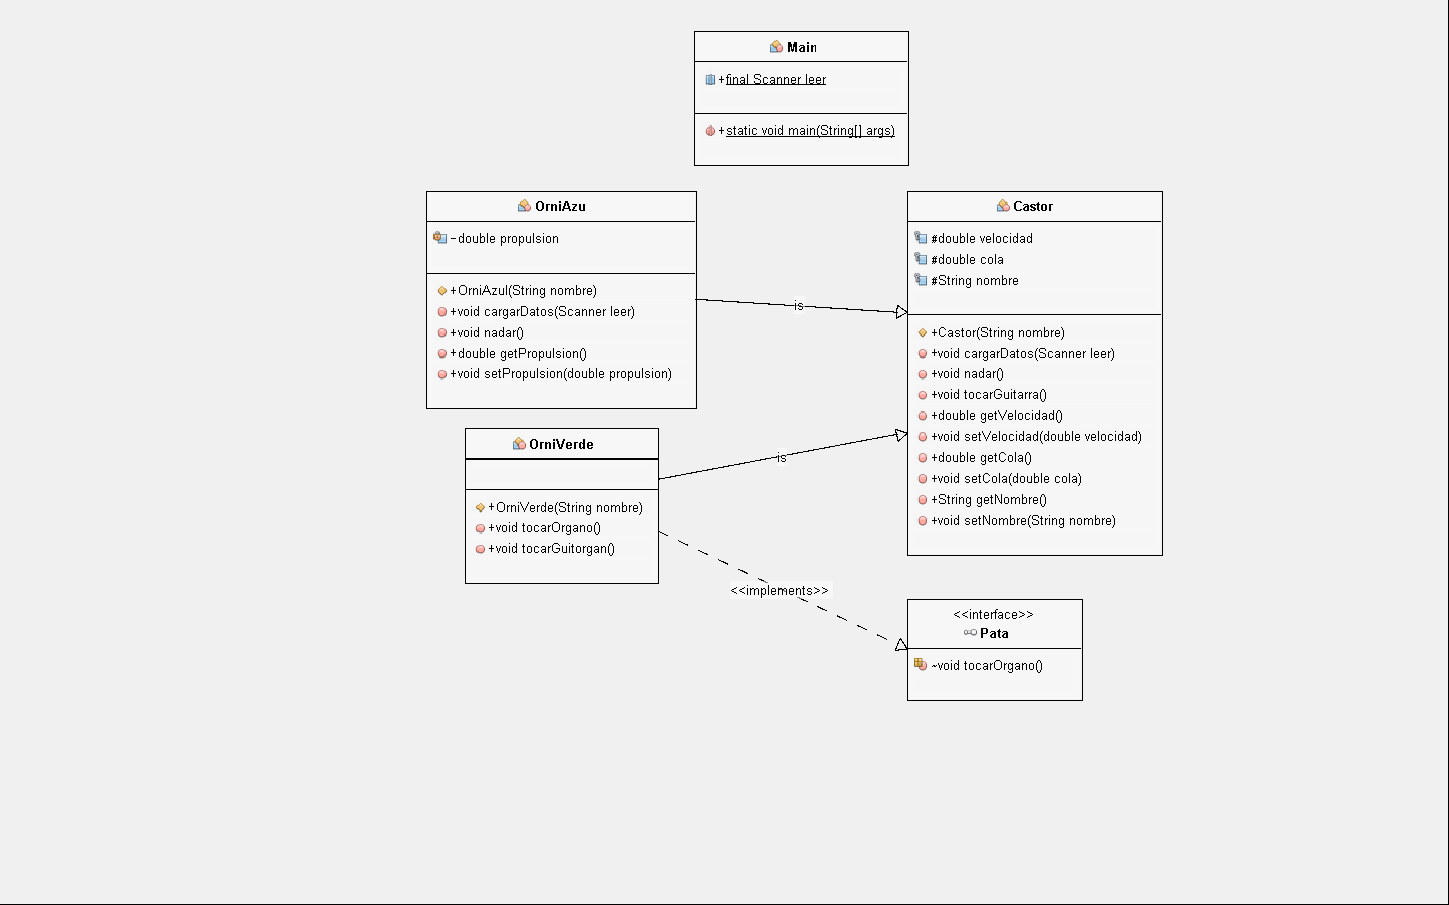 Main
+final Scanner leer
+static void main(String[] args)
OrniAzu
-double propulsion
+OrniAzul(String nombre)
+void cargarDatos(Scanner leer)
+void nadar()
+double getPropulsion()
+void setPropulsion(double propulsion)
Castor
#double velocidad
#double cola
#String nombre
+Castor(String nombre)
+void cargarDatos(Scanner leer)
+void nadar()
+void tocarGuitarra()
+double getVelocidad()
+void setVelocidad(double velocidad)
+double getCola()
+void setCola(double cola)
+String getNombre()
+void setNombre(String nombre)
is
OrniVerde
+OrniVerde(String nombre)
+void tocarOrgano()
+void tocarGuitorgan()
is
<<implements>>
<<interface>>
Pata
~void tocarOrgano()